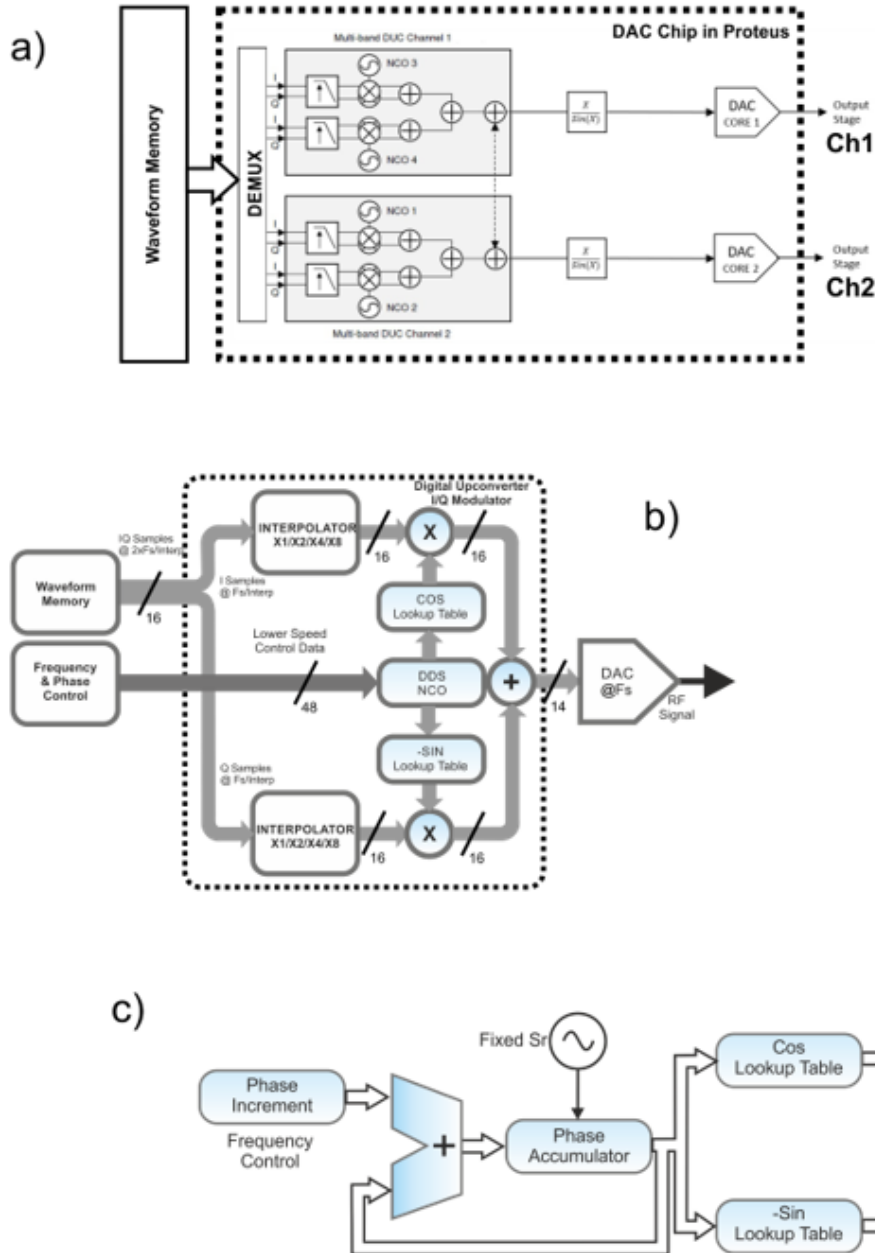 a)
Waveform Memory
DAC Chip in Proteus
DEMUX
Multi-band DUC Channel 1
NCO 3
I
Q
I
Q
NCO 4
X
Sin(X)
DAC
CORE 1
Output
Stage
Ch1
NCO 1
I
Q
I
Q
NCO 2
Multi-band DUC Channel 2
X
Sin(X)
DAC
CORE 2
Output
Stage
Ch2
b)
Digital Upconverter
I/Q Modulator
IQ Samples
@ 2xFs/Interp
Waveform
Memory
16
I Samples
@ Fs/Interp
INTERPOLATOR
X1/X2/X4/X8
16
X
16
COS
Lookup Table
Frequency
& Phase
Control
Lower Speed
Control Data
48
DDS
NCO
+
14
DAC
@Fs
RF
Signal
-SIN
Lookup Table
Q Samples
@ Fs/Interp
INTERPOLATOR
X1/X2/X4/X8
16
X
16
c)
Fixed Sr
Phase
Increment
Frequency
Control
+
Phase
Accumulator
Cos
Lookup Table
-Sin
Lookup Table